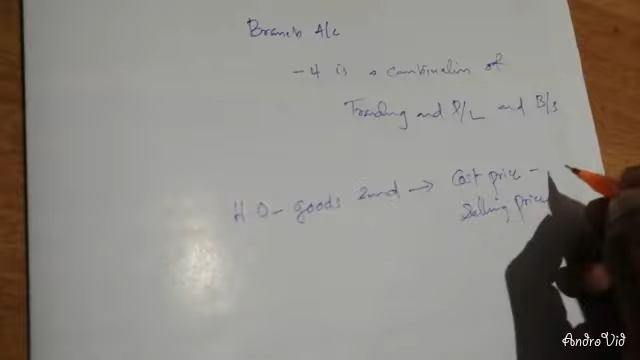 Branch A/c
- It is a combination of
Trading and P/L and B/S
H O - goods send → Cost price -
Selling price
AndroVid